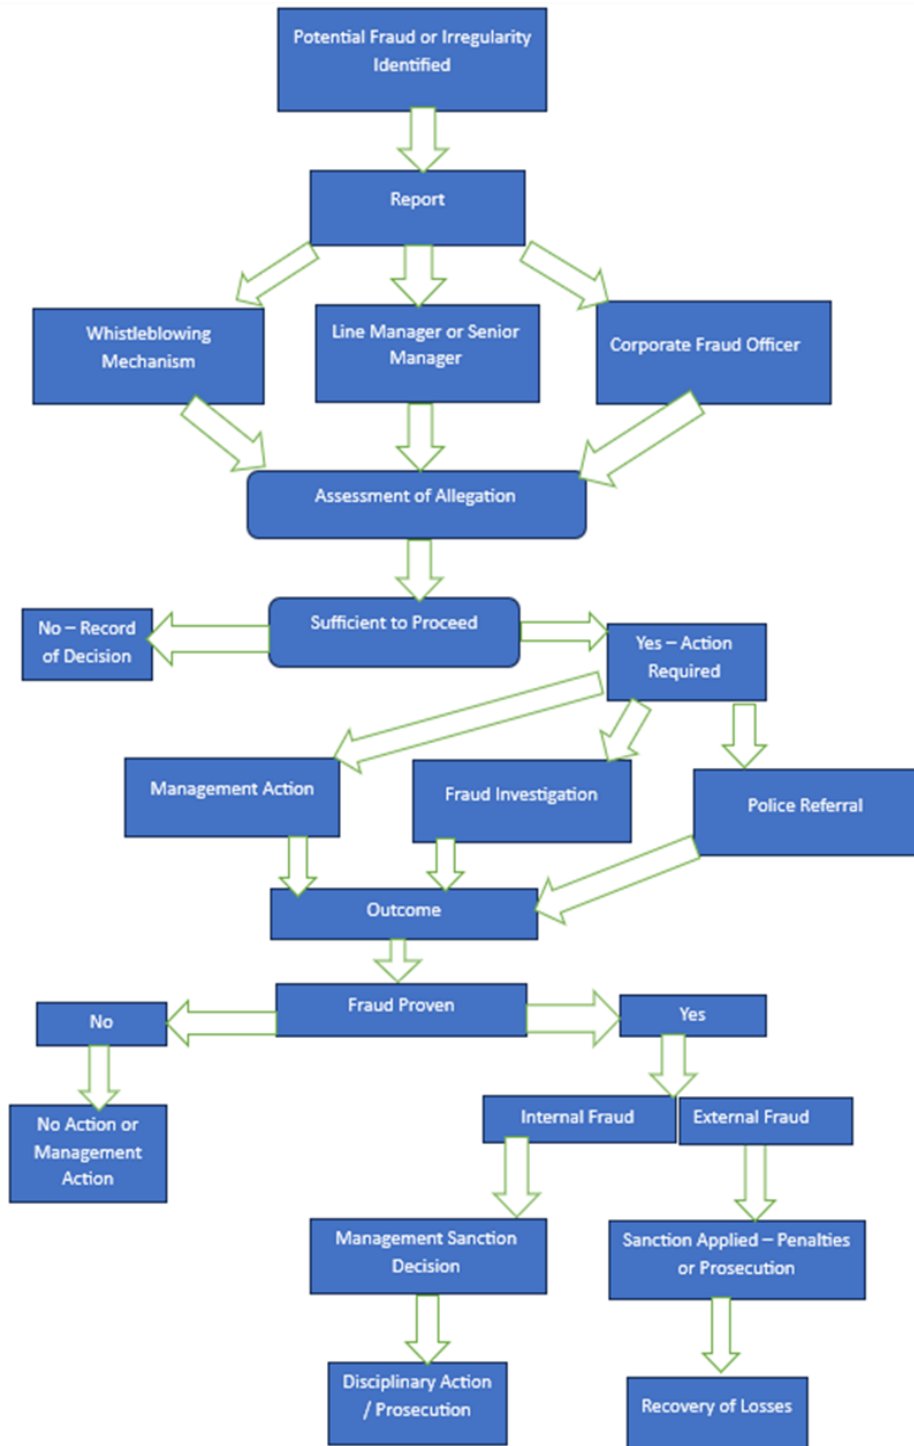 Potential Fraud or Irregularity
Identified
Report
Whistleblowing
Mechanism
Line Manager or Senior
Manager
Corporate Fraud Officer
Assessment of Allegation
Sufficient to Proceed
No – Record
of Decision
Yes – Action
Required
Management Action
Fraud Investigation
Police Referral
Outcome
Fraud Proven
No
Yes
No Action or
Management
Action
Internal Fraud
External Fraud
Management Sanction
Decision
Sanction Applied – Penalties
or Prosecution
Disciplinary Action
/ Prosecution
Recovery of Losses